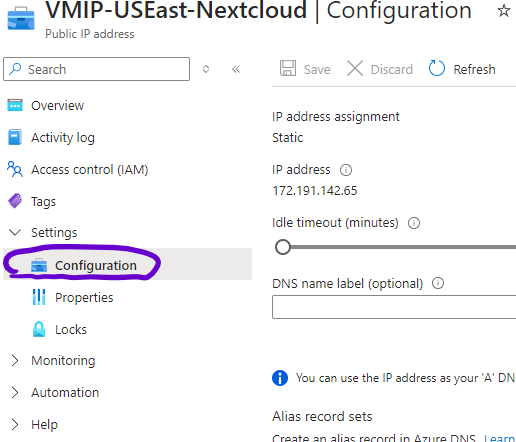 VMIP-USEast-Nextcloud | Configuration
Public IP address
Search
Save Discard Refresh
Overview
Activity log
Access control (IAM)
Tags
Settings
Configuration
Properties
Locks
Monitoring
Automation
Help
IP address assignment
Static
IP address
172.191.142.65
Idle timeout (minutes)
DNS name label (optional)
You can use the IP address as your 'A' DN
Alias record sets
Create an alias record in Azure DNS. Learn